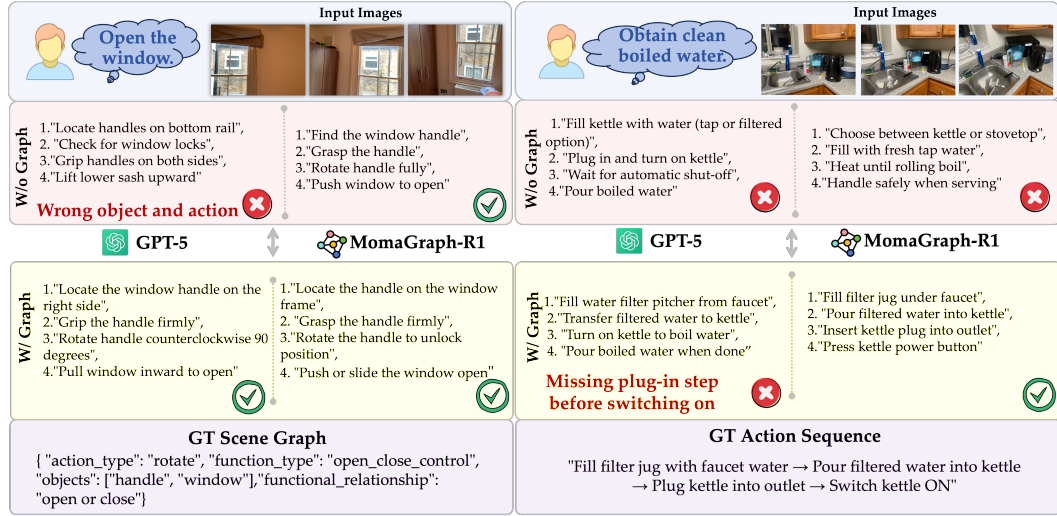 Input Images
Open the
window.
W/o Graph
1."Locate handles on bottom rail",
2. "Check for window locks",
3."Grip handles on both sides",
4."Lift lower sash upward"
Wrong object and action
1."Find the window handle",
2."Grasp the handle",
3."Rotate handle fully",
4."Push window to open"
GPT-5
MomaGraph-R1
W/ Graph
1."Locate the window handle on the
right side",
2."Grip the handle firmly",
3."Rotate handle counterclockwise 90
degrees",
4."Pull window inward to open"
1."Locate the handle on the window
frame",
2. "Grasp the handle firmly",
3."Rotate the handle to unlock
position",
4. "Push or slide the window open"
GT Scene Graph
{ "action_type": "rotate", "function_type": "open_close_control",
"objects": ["handle", "window"],"functional_relationship":
"open or close"}
Input Images
Obtain clean
boiled water.
W/o Graph
1."Fill kettle with water (tap or filtered
option)",
2. "Plug in and turn on kettle",
3. "Wait for automatic shut-off",
4."Pour boiled water"
1. "Choose between kettle or stovetop",
2. "Fill with fresh tap water",
3."Heat until rolling boil",
4."Handle safely when serving"
GPT-5
MomaGraph-R1
W/ Graph
1."Fill water filter pitcher from faucet",
2."Transfer filtered water to kettle",
3. "Turn on kettle to boil water",
4. "Pour boiled water when done”
Missing plug-in step
before switching on
1."Fill filter jug under faucet",
2. "Pour filtered water into kettle",
3."Insert kettle plug into outlet",
4."Press kettle power button"
GT Action Sequence
"Fill filter jug with faucet water → Pour filtered water into kettle
→ Plug kettle into outlet → Switch kettle ON"